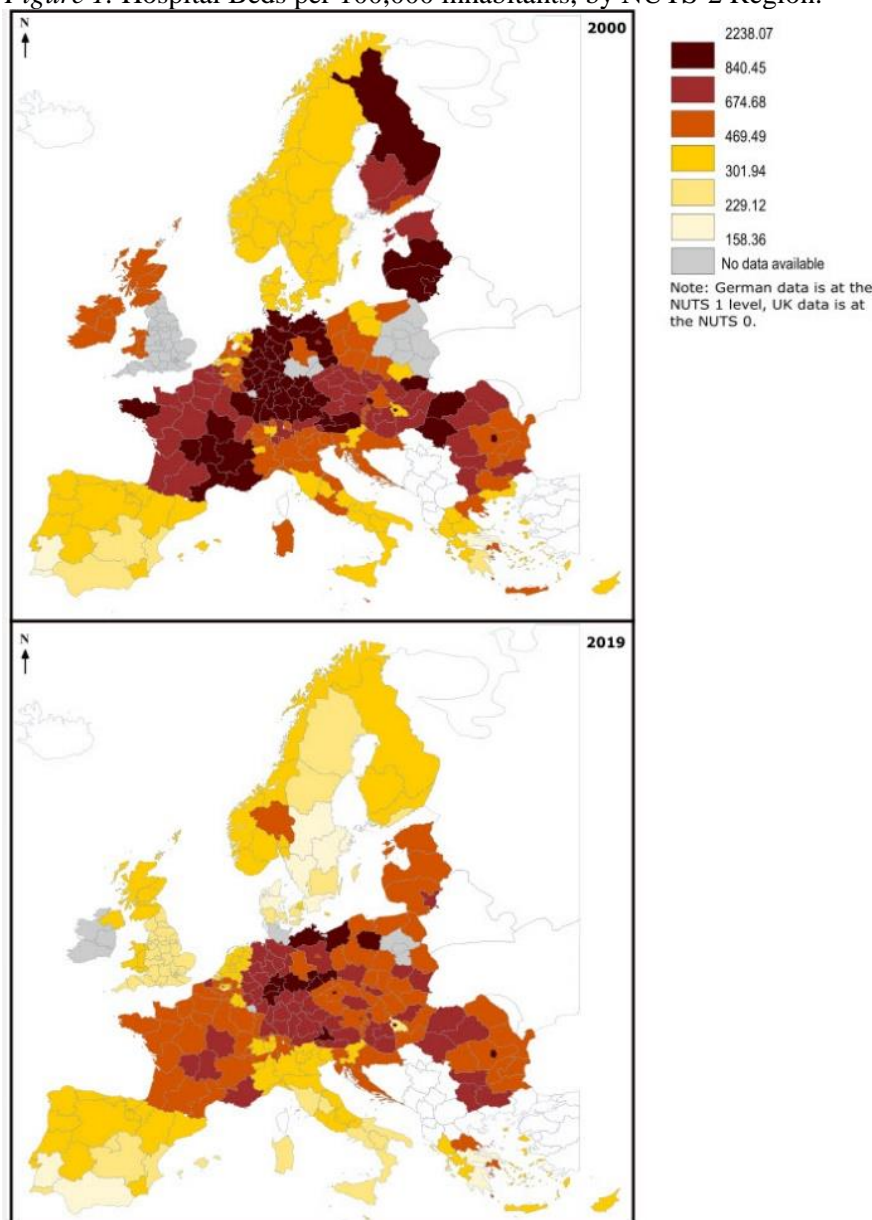 Figure 1. Hospital Beds per 100,000 inhabitants, by NUTS-2 Region.
N
2000
2238.07
840.45
674.68
469.49
301.94
229.12
158.36
No data available
Note: German data is at the
NUTS 1 level, UK data is at
the NUTS 0.
N
2019